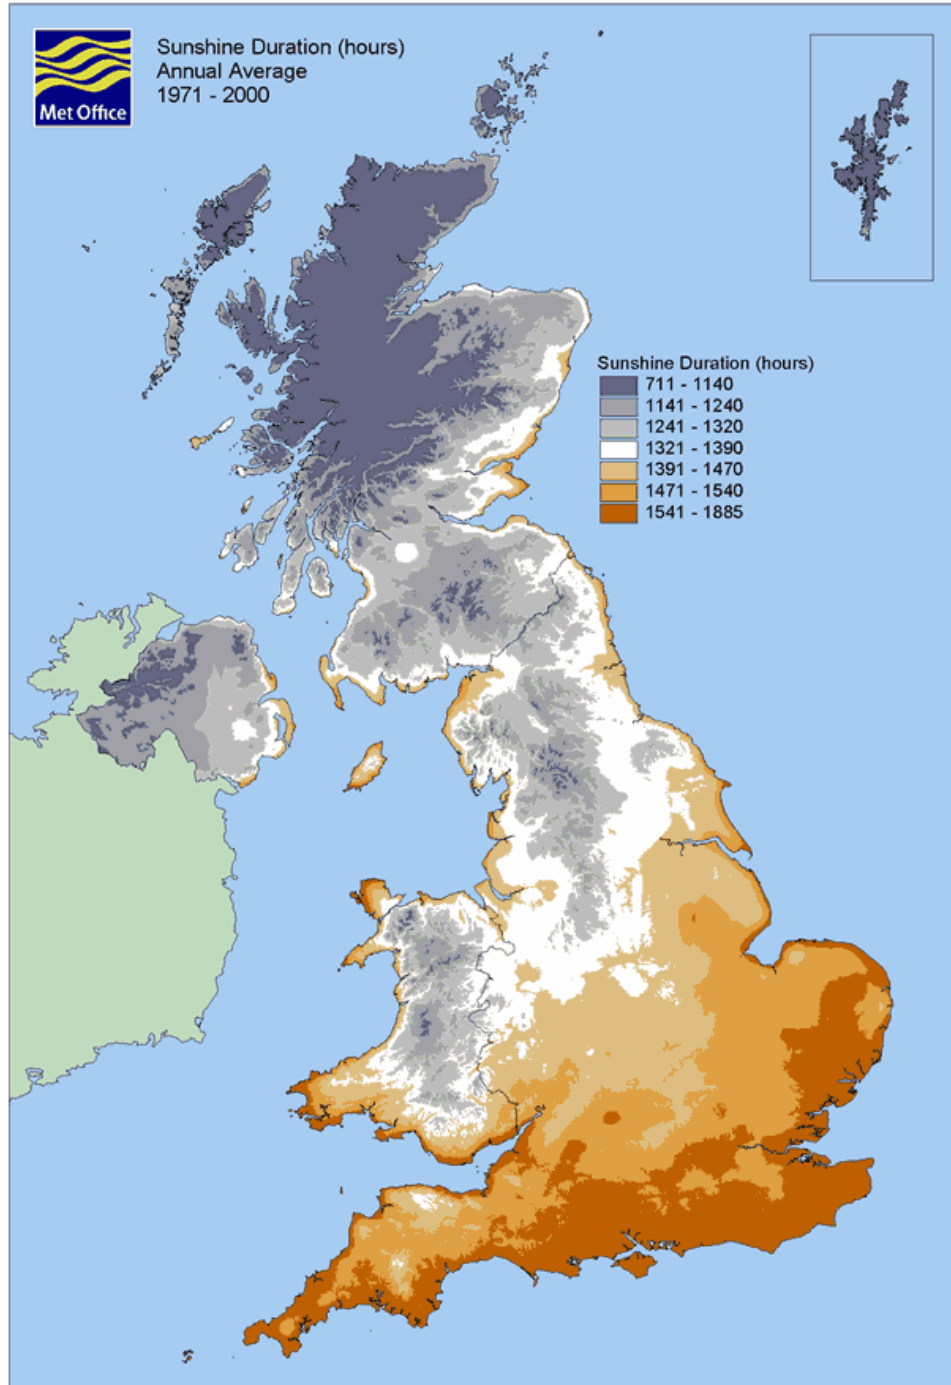 Met Office
Sunshine Duration (hours)
Annual Average
1971 - 2000
Sunshine Duration (hours)
711 - 1140
1141 - 1240
1241 - 1320
1321 - 1390
1391 - 1470
1471 - 1540
1541 - 1885